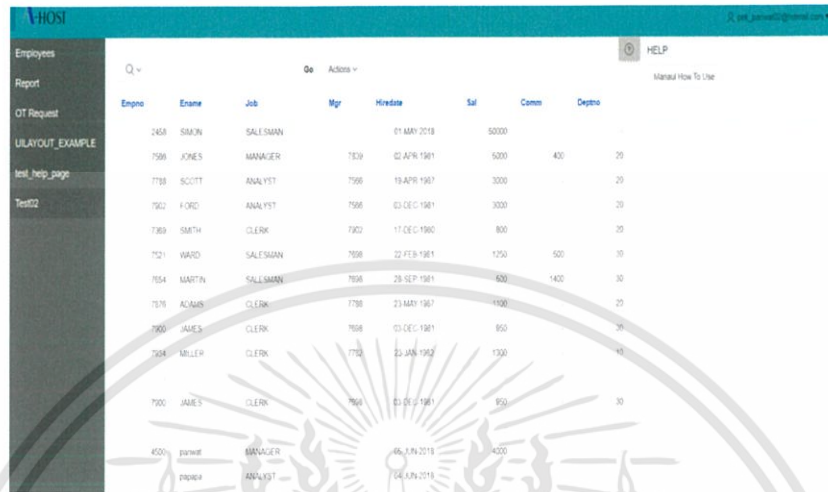 A-HOST
Employees
Report
OT Request
UILAYOUT_EXAMPLE
test_help_page
Test02
Go Actions
HELP
Manaul How To Use
Empno Ename Job Mgr Hiredate Sal Comm Deptno
2458 SIMON SALESMAN 01-MAY-2018 50000
7566 JONES MANAGER 7839 02-APR-1981 5000 400 20
7788 SCOTT ANALYST 7566 19-APR-1987 3000 20
7902 FORD ANALYST 7566 03-DEC-1981 3000 20
7369 SMITH CLERK 7902 17-DEC-1980 800 20
7521 WARD SALESMAN 7698 22-FEB-1981 1250 500 30
7654 MARTIN SALESMAN 7698 28-SEP-1981 600 1400 30
7876 ADAMS CLERK 7788 23-MAY-1987 1100 20
7900 JAMES CLERK 7698 03-DEC-1981 950 30
7934 MILLER CLERK 7782 23-JAN-1982 1300 10
7900 JAMES CLERK 7698 03-DEC-1981 950 30
4500 pariwat MANAGER 05-JUN-2018 4000
papapa ANALYST 04-JUN-2018